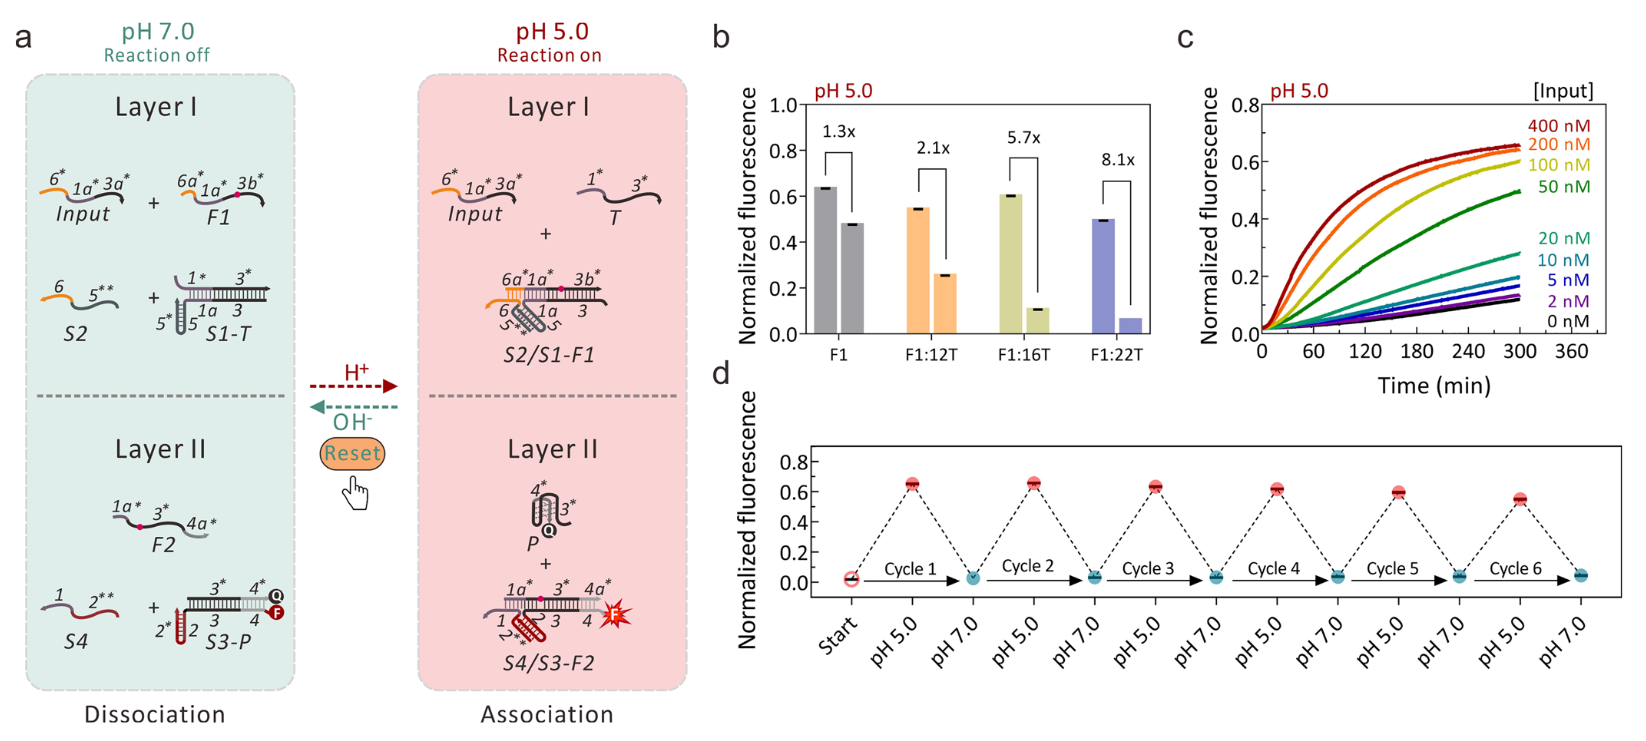 a
pH 7.0
Reaction off
Layer I
6*
1a*
3a*
Input
+
6a*
1a*
3b*
F1
6
5**
S2
+
1*
3*
5*
5
1a
3
S1-T
Layer II
1a*
3*
4a*
F2
1
2**
S4
+
3*
4*
Q
F
2*
2
3
4
S3-P
Dissociation
H+
OH-
Reset
pH 5.0
Reaction on
Layer I
6*
1a*
3a*
Input
1*
3*
T
+
6a*
1a*
3b*
6
5**
5
1a
3
S2/S1-F1
Layer II
4*
3*
Q
P
+
1a*
3*
4a*
F
1
2**
2
3
4
S4/S3-F2
Association
b
pH 5.0
Normalized fluorescence
1.0
0.8
0.6
0.4
0.2
0.0
1.3x
2.1x
5.7x
8.1x
F1
F1:12T
F1:16T
F1:22T
c
pH 5.0
[Input]
Normalized fluorescence
0.8
0.6
0.4
0.2
0.0
400 nM
200 nM
100 nM
50 nM
20 nM
10 nM
5 nM
2 nM
0 nM
0
60
120
180
240
300
360
Time (min)
d
Normalized fluorescence
0.8
0.6
0.4
0.2
0.0
Cycle 1
Cycle 2
Cycle 3
Cycle 4
Cycle 5
Cycle 6
Start
pH 5.0
pH 7.0
pH 5.0
pH 7.0
pH 5.0
pH 7.0
pH 5.0
pH 7.0
pH 5.0
pH 7.0
pH 5.0
pH 7.0